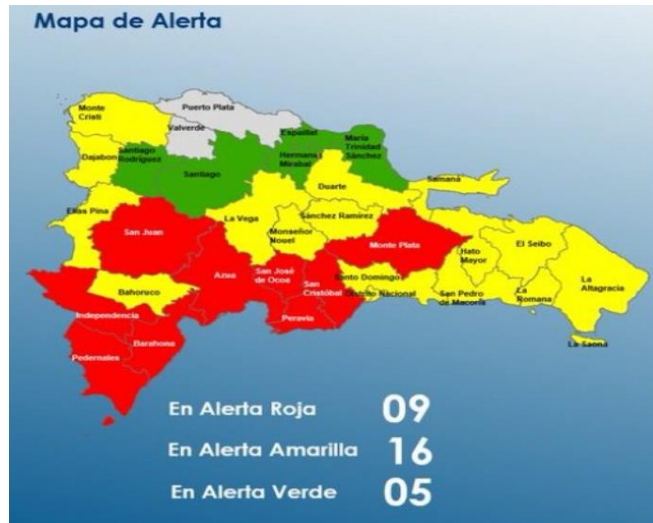 Mapa de Alerta
Monte
Cristi
Puerto Plata
Valverde
Espaillat
María
Trinidad
Sánchez
Dajabon
Santiago
Rodríguez
Hermanas
Mirabal
Santiago
Duarte
Samaná
Elias Pina
La Vega
Sánchez Ramírez
San Juan
Monseñor
Nouel
Monte Plata
Hato
Mayor
El Seibo
Azua
San José
de Ocoa
San
Cristóbal
Santo Domingo
Distrito Nacional
San Pedro
de Macorís
La
Romana
La
Altagracia
Bahoruco
Independencia
Peravia
Barahona
Pedernales
La Saona
En Alerta Roja 09
En Alerta Amarilla 16
En Alerta Verde 05